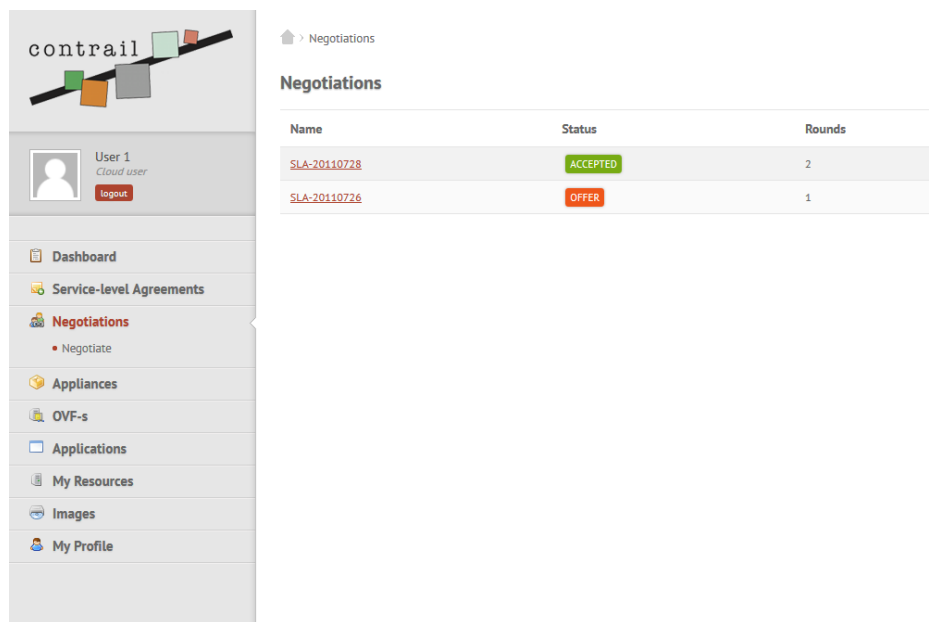 contrail
User 1
Cloud user
logout
Dashboard
Service-level Agreements
Negotiations
Negotiate
Appliances
OVF-s
Applications
My Resources
Images
My Profile
› Negotiations
Negotiations
Name Status Rounds
SLA-20110728 ACCEPTED 2
SLA-20110726 OFFER 1